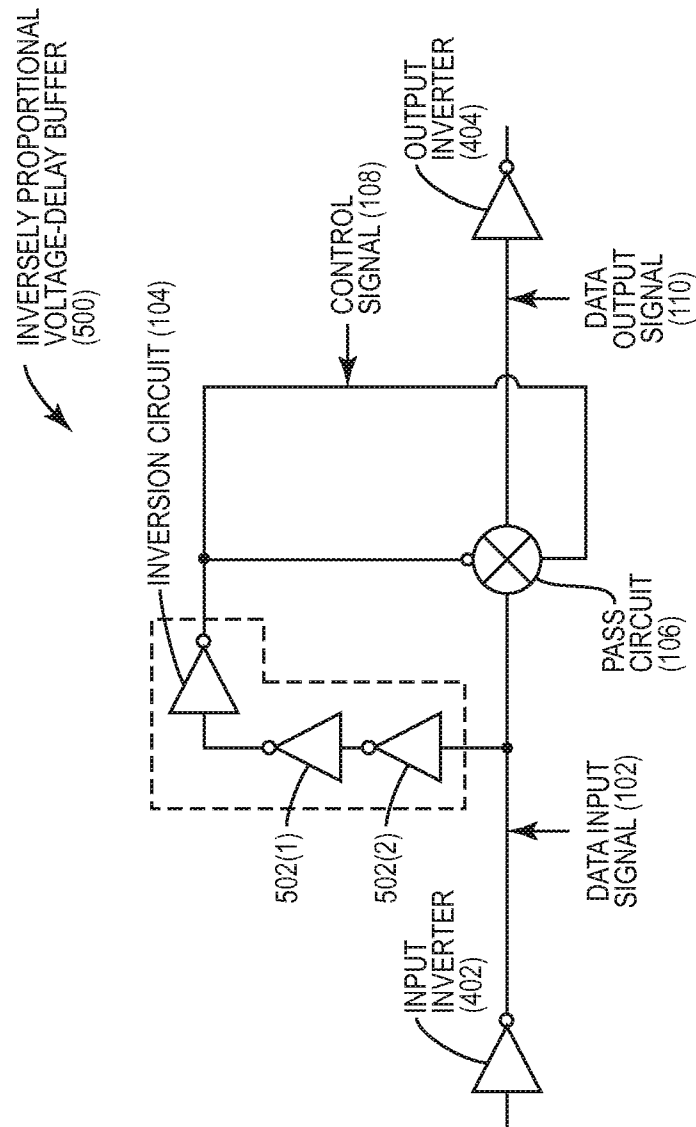 INVERSELY PROPORTIONAL
VOLTAGE-DELAY BUFFER
(500)
INVERSION CIRCUIT (104)
CONTROL
SIGNAL (108)
502(1)
502(2)
INPUT
INVERTER
(402)
OUTPUT
INVERTER
(404)
DATA INPUT
SIGNAL (102)
PASS
CIRCUIT
(106)
DATA
OUTPUT
SIGNAL
(110)